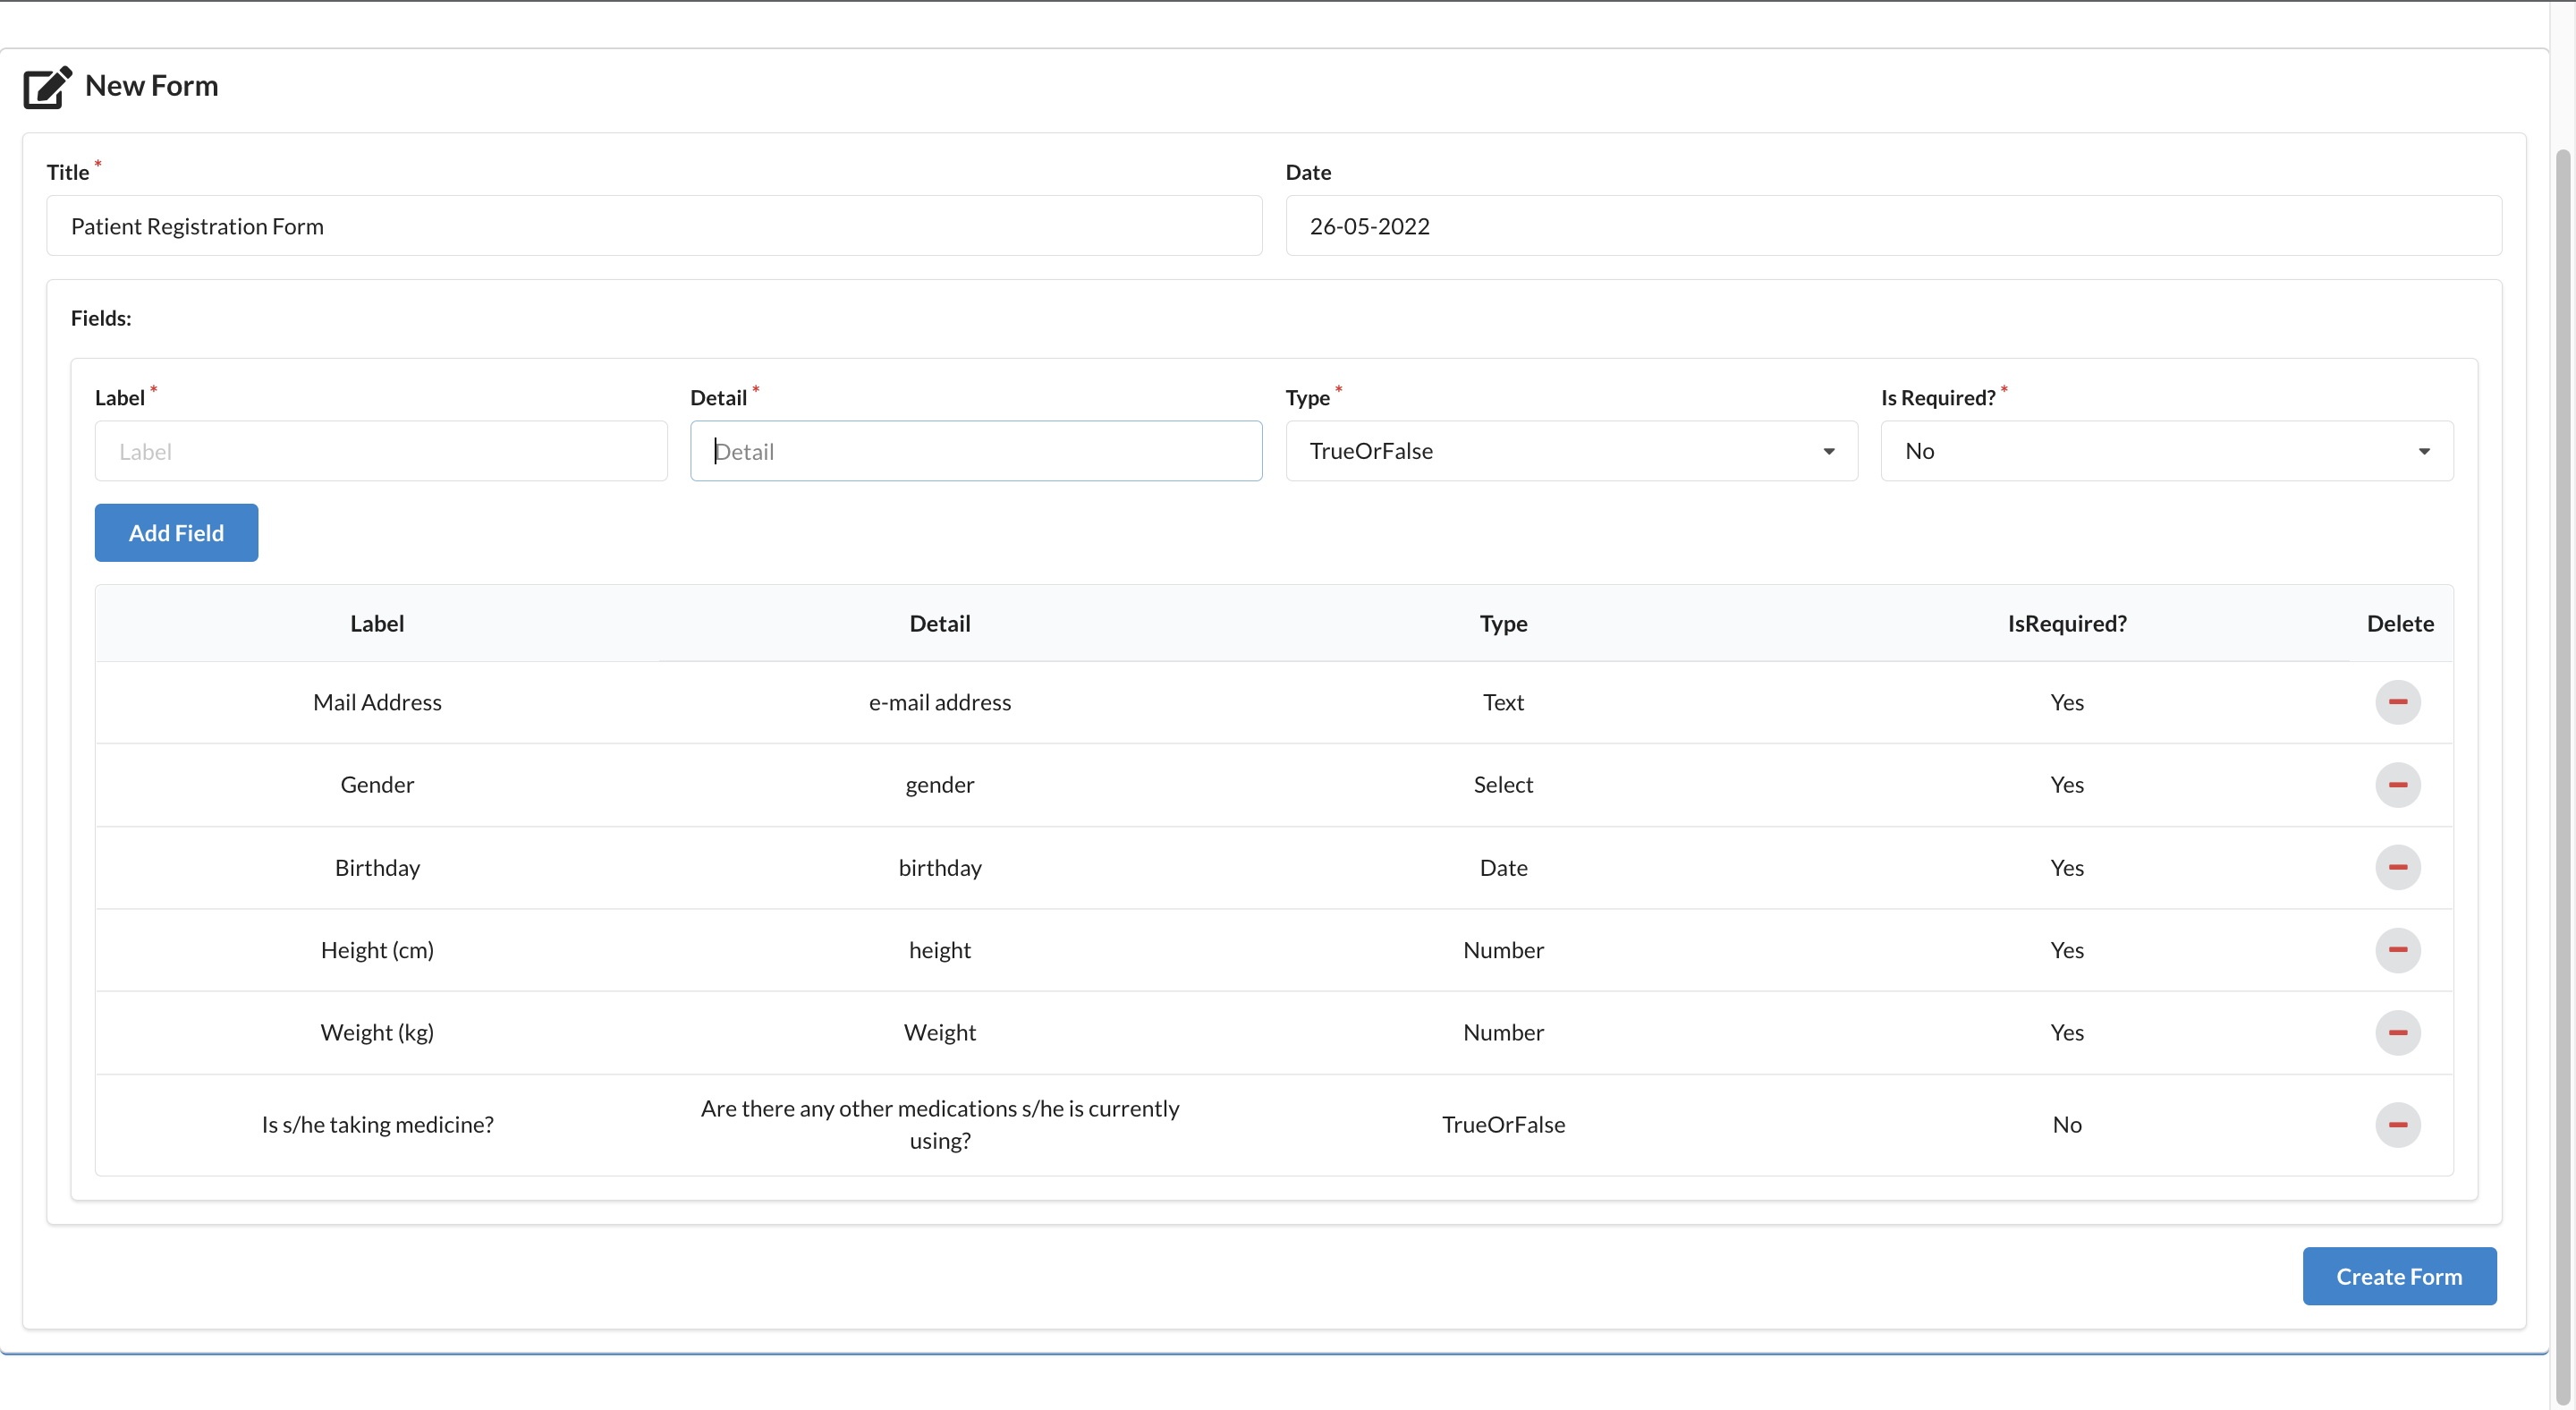 New Form
Title *
Date
Patient Registration Form
26-05-2022
Fields:
Label *
Detail *
Type *
Is Required? *
Label
Detail
TrueOrFalse
No
Add Field
Label Detail Type IsRequired? Delete
Mail Address e-mail address Text Yes
Gender gender Select Yes
Birthday birthday Date Yes
Height (cm) height Number Yes
Weight (kg) Weight Number Yes
Is s/he taking medicine? Are there any other medications s/he is currently
using? TrueOrFalse No
Create Form